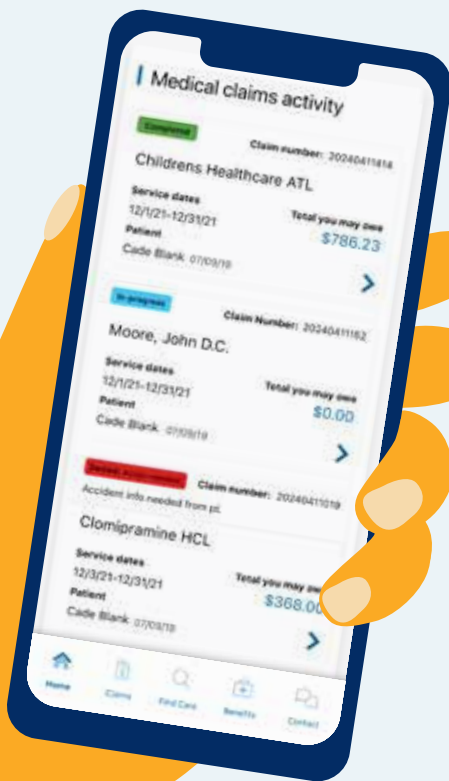 Medical claims activity
Completed
Claim number: 20240411414
Childrens Healthcare ATL
Service dates
Total you may owe
12/1/21-12/31/21
$786.23
Patient
Cade Blank 07/09/19
In-progress
Claim Number: 20240411162
Moore, John D.C.
Service dates
Total you may owe
12/1/21-12/31/21
$0.00
Patient
Cade Blank 07/09/19
Claim number: 20240411019
Accident info needed from pt.
Clomipramine HCL
Service dates
Total you may
12/3/21-12/31/21
$368.00
Patient
Cade Blank 07/09/19
Home
Claims
Find Care
Benefits
Contact